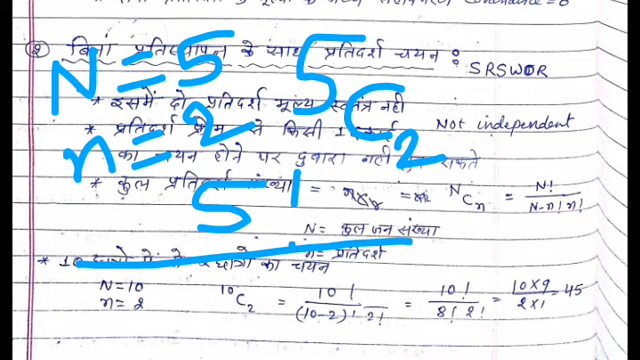 ② बिना प्रतिस्थापन के साथ प्रतिदर्श चयन : SRSWOR
N = 5 5C2
* इसमें दो प्रतिदर्श मूल्य स्वतंत्र नहीं
Not independent
* प्रतिदर्श फ्रेम से किसी
n = 2
का चयन होने पर दुबारा नहीं सकते
* कुल प्रतिदर्श संख्या = = NCn = N! / N-n! n!
5!
N = कुल जन संख्या
n = प्रतिदर्श
* 10 छात्रों में से 2 छात्रों का चयन
N=10 10C2 = 10! / (10-2)! 2! = 10! / 8! 2! = 10×9 / 2×1 = 45
n=2